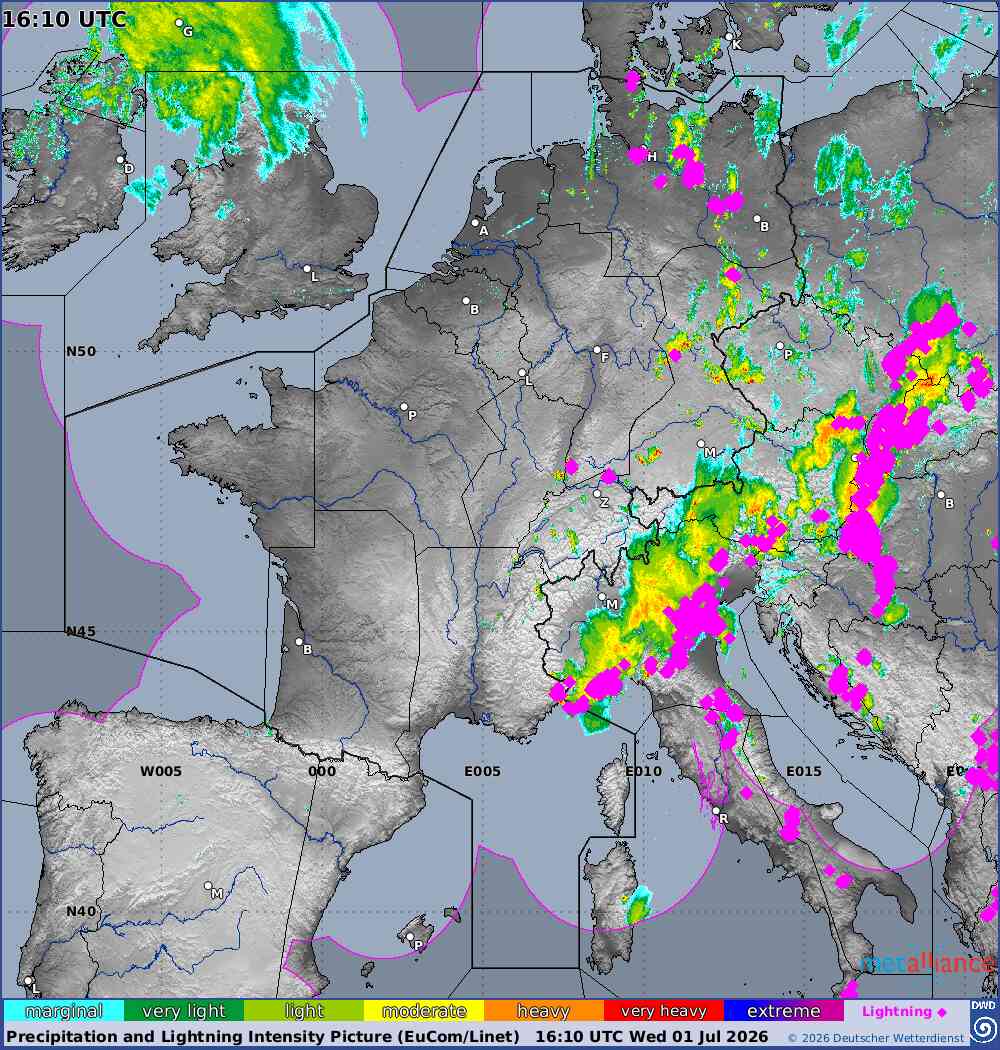 16:10 UTC
G
K
D
H
A
B
L
B
N50
F
P
L
P
M
Z
B
M
N45
B
W005
000
E005
E010
E015
R
M
N40
P
L
metalliance
marginal very light light moderate heavy very heavy extreme Lightning
DWD
Precipitation and Lightning Intensity Picture (EuCom/Linet) 16:10 UTC Wed 01 Jul 2026 © 2026 Deutscher Wetterdienst